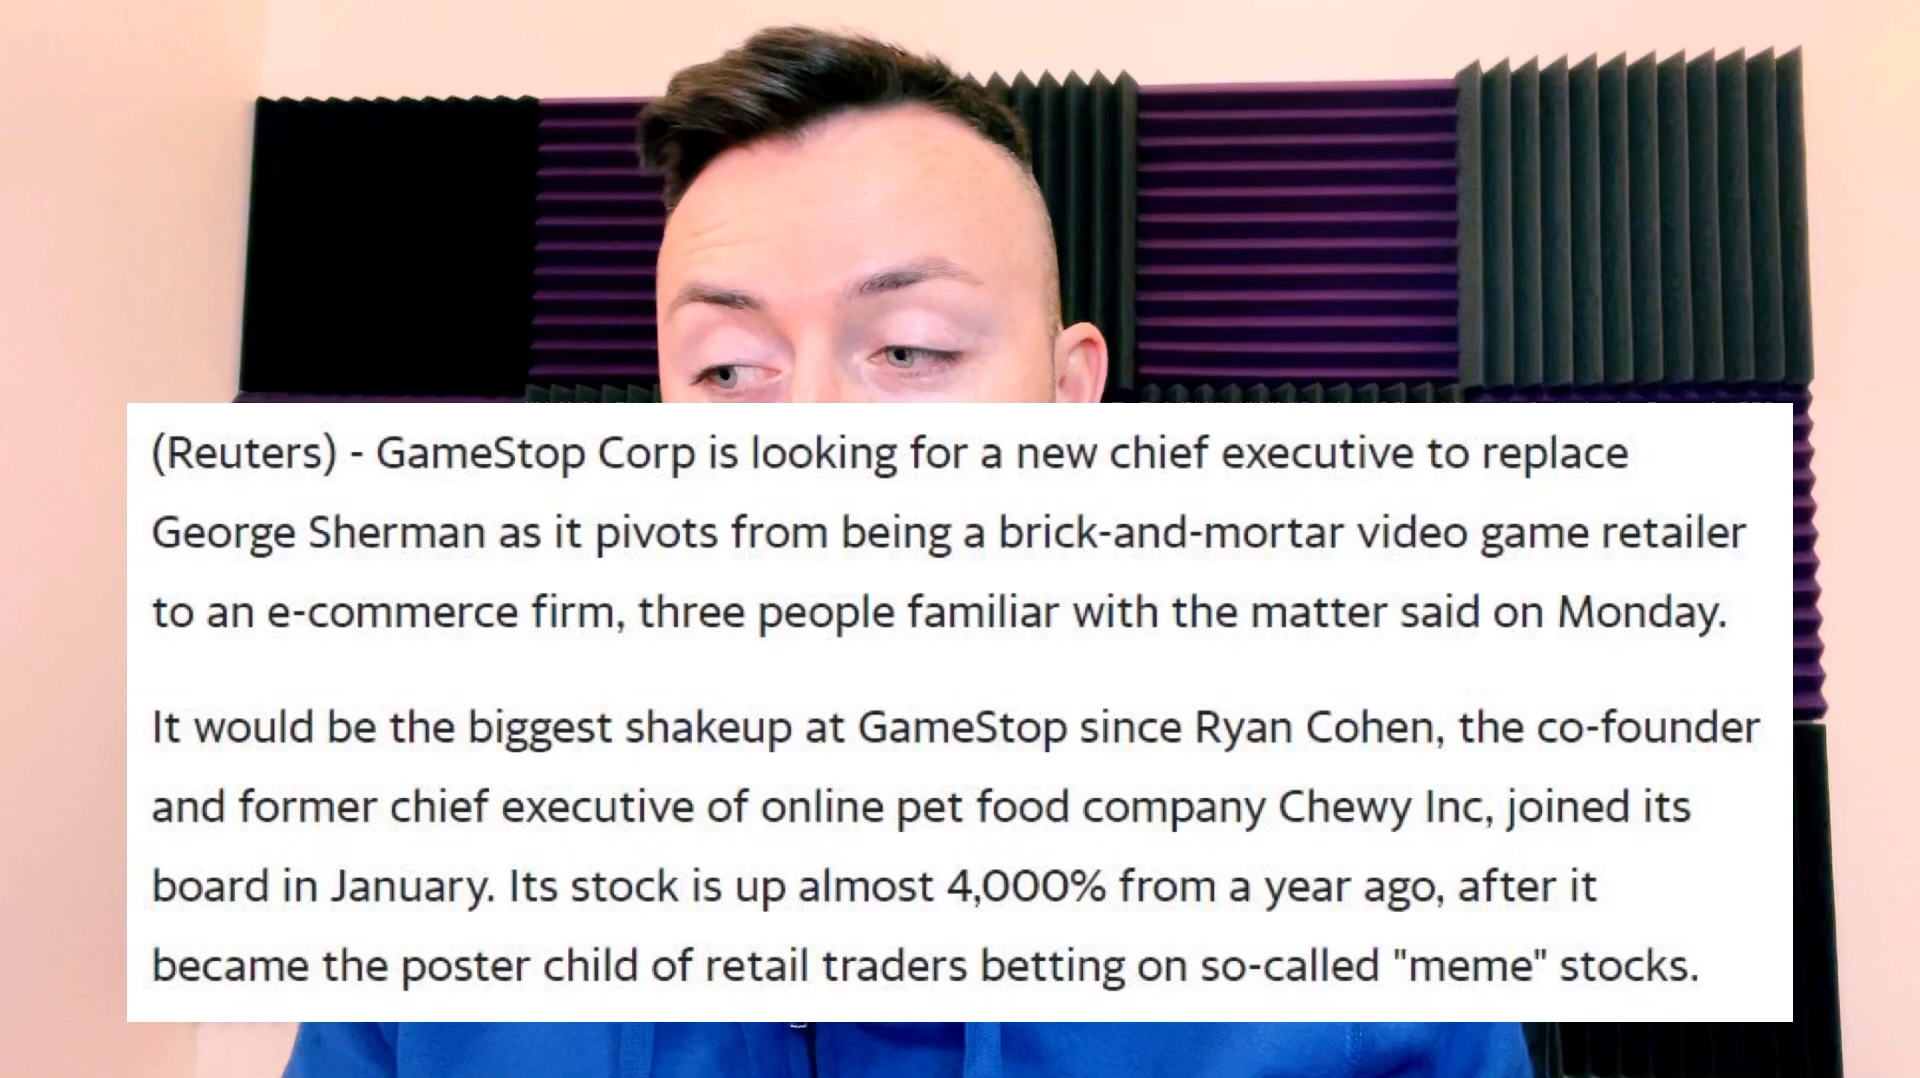 (Reuters) - GameStop Corp is looking for a new chief executive to replace
George Sherman as it pivots from being a brick-and-mortar video game retailer
to an e-commerce firm, three people familiar with the matter said on Monday.
It would be the biggest shakeup at GameStop since Ryan Cohen, the co-founder
and former chief executive of online pet food company Chewy Inc, joined its
board in January. Its stock is up almost 4,000% from a year ago, after it
became the poster child of retail traders betting on so-called "meme" stocks.